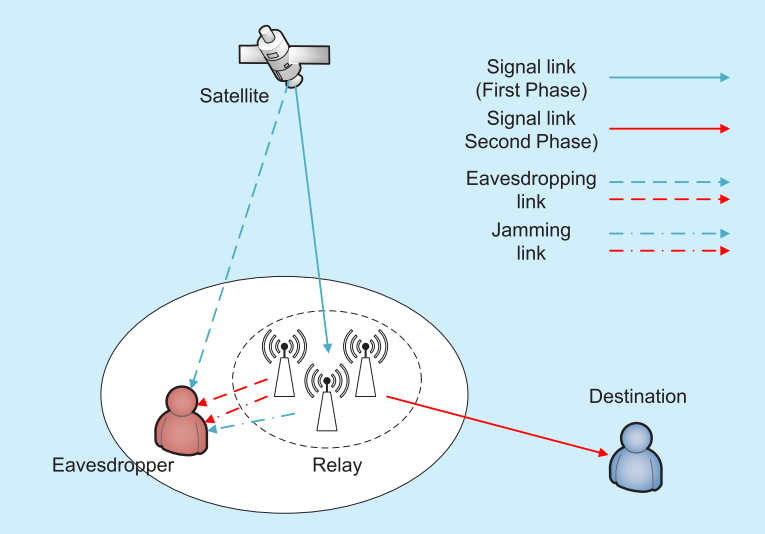 Satellite
Signal link
(First Phase)
Signal link
Second Phase)
Eavesdropping
link
Jamming
link
Destination
Eavesdropper
Relay